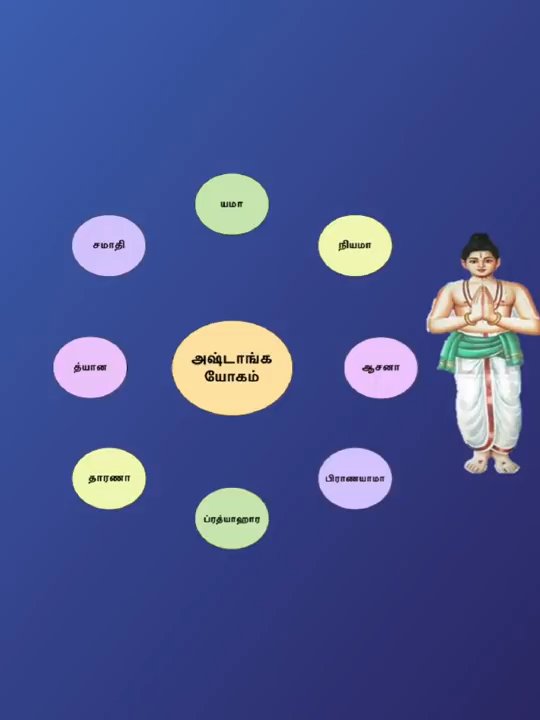 யமா
நியமா
ஆசனா
பிராணயாமா
ப்ரத்யாஹார
தாரணா
த்யான
சமாதி
அஷ்டாங்க
யோகம்